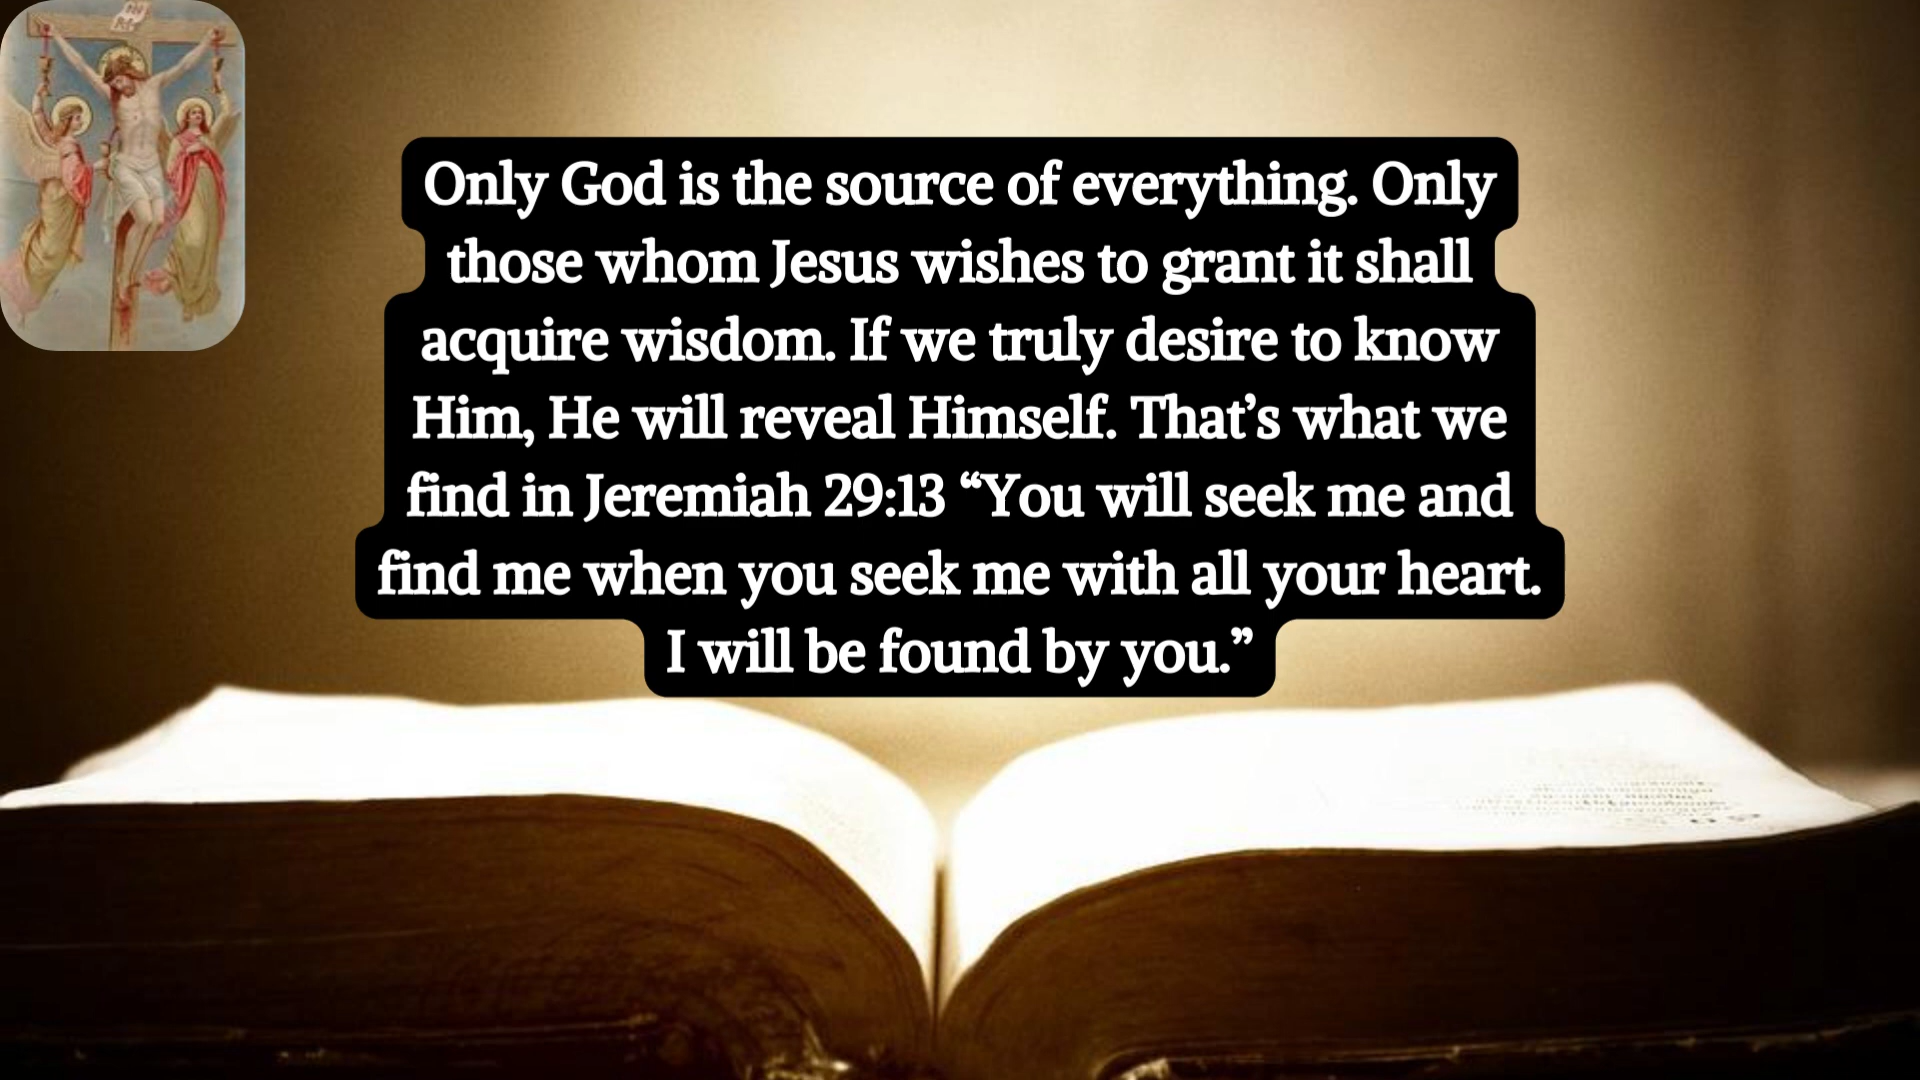 Only God is the source of everything. Only
those whom Jesus wishes to grant it shall
acquire wisdom. If we truly desire to know
Him, He will reveal Himself. That’s what we
find in Jeremiah 29:13 “You will seek me and
find me when you seek me with all your heart.
I will be found by you.”